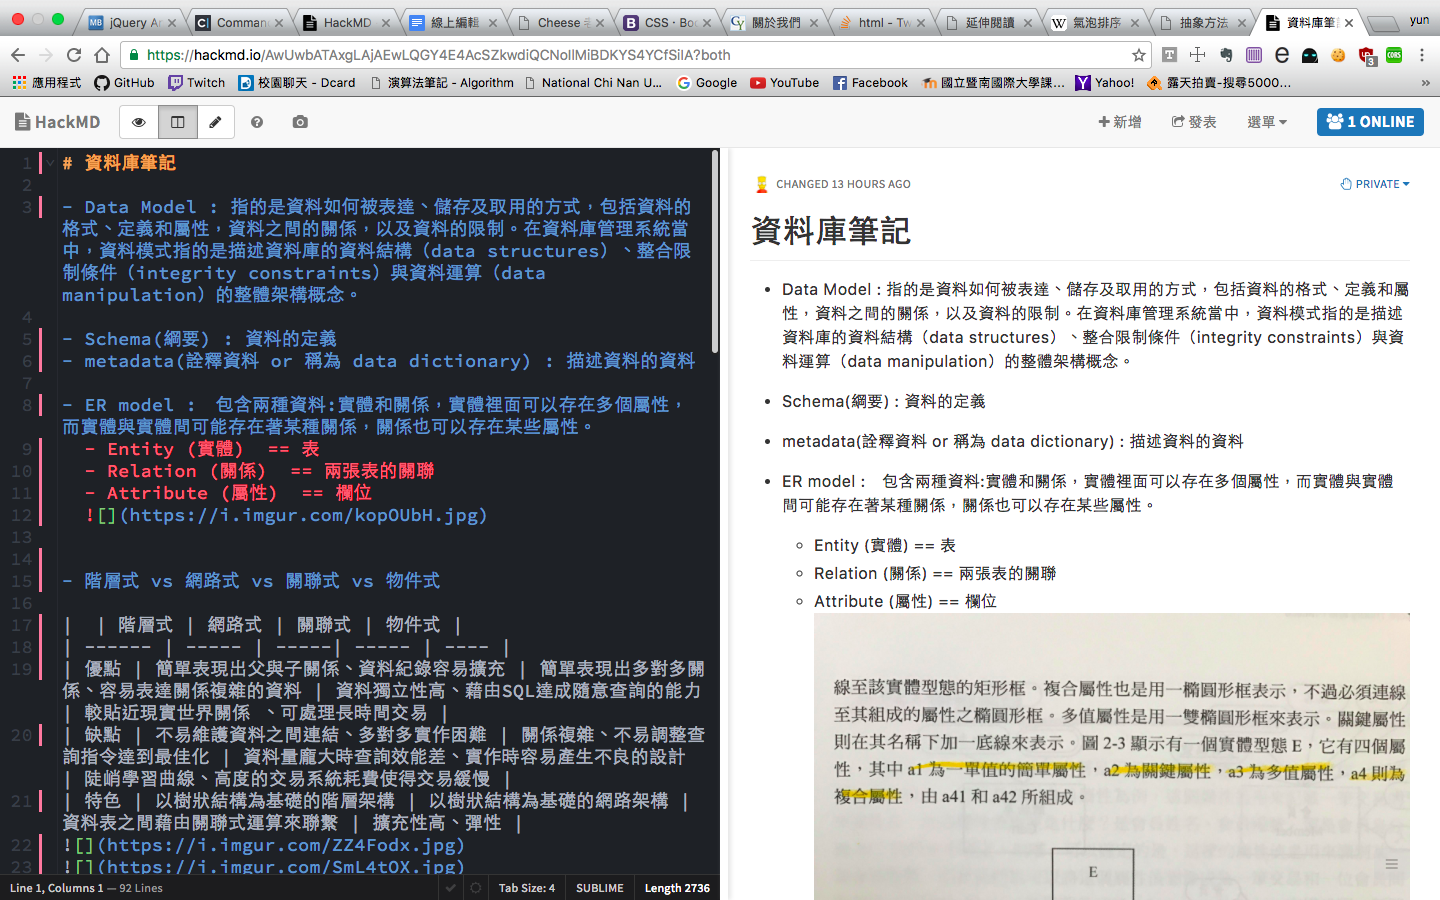 jQuery Ar
Comman
HackMD
線上編輯
Cheese
CSS · Boo
關於我們
html - Tw
延伸閱讀
氣泡排序
抽象方法
資料庫筆記
yun
https://hackmd.io/AwUwbATAxgLAjAEwLQGY4E4AcSZkwdiQCNoIIMiBDKYS4YCfSiIA?both
應用程式
GitHub
Twitch
校園聊天 - Dcard
演算法筆記 - Algorithm
National Chi Nan U...
Google
YouTube
Facebook
國立暨南國際大學課...
Yahoo!
露天拍賣-搜尋5000...
»
HackMD
+ 新增
發表
選單
1 ONLINE
1 # 資料庫筆記
2
3 - Data Model : 指的是資料如何被表達、儲存及取用的方式，包括資料的
格式、定義和屬性，資料之間的關係，以及資料的限制。在資料庫管理系統當
中，資料模式指的是描述資料庫的資料結構（data structures）、整合限
制條件（integrity constraints）與資料運算（data
manipulation）的整體架構概念。
4
5 - Schema(綱要) : 資料的定義
6 - metadata(詮釋資料 or 稱為 data dictionary) : 描述資料的資料
7
8 - ER model :  包含兩種資料:實體和關係，實體裡面可以存在多個屬性，
而實體與實體間可能存在著某種關係，關係也可以存在某些屬性。
9 - Entity (實體)  == 表
10 - Relation (關係)  == 兩張表的關聯
11 - Attribute (屬性)  == 欄位
12 ![](https://i.imgur.com/kopOUbH.jpg)
13
14
15 - 階層式 vs 網路式 vs 關聯式 vs 物件式
16
17 |  | 階層式 | 網路式 | 關聯式 | 物件式 |
18 | ------ | ----- | -----| ----- | ---- |
19 | 優點 | 簡單表現出父與子關係、資料紀錄容易擴充 | 簡單表現出多對多關
係、容易表達關係複雜的資料 | 資料獨立性高、藉由SQL達成隨意查詢的能力
| 較貼近現實世界關係 、可處理長時間交易 |
20 | 缺點 | 不易維護資料之間連結、多對多實作困難 | 關係複雜、不易調整查
詢指令達到最佳化 | 資料量龐大時查詢效能差、實作時容易產生不良的設計
| 陡峭學習曲線、高度的交易系統耗費使得交易緩慢 |
21 | 特色 | 以樹狀結構為基礎的階層架構 | 以樹狀結構為基礎的網路架構 |
資料表之間藉由關聯式運算來聯繫 | 擴充性高、彈性 |
22 ![](https://i.imgur.com/ZZ4Fodx.jpg)
23 ![](https://i.imgur.com/SmL4tOX.jpg)
Line 1, Columns 1 — 92 Lines
Tab Size: 4
SUBLIME
Length 2736
CHANGED 13 HOURS AGO
PRIVATE
資料庫筆記
• Data Model : 指的是資料如何被表達、儲存及取用的方式，包括資料的格式、定義和屬
性，資料之間的關係，以及資料的限制。在資料庫管理系統當中，資料模式指的是描述
資料庫的資料結構（data structures）、整合限制條件（integrity constraints）與資
料運算（data manipulation）的整體架構概念。
• Schema(綱要) : 資料的定義
• metadata(詮釋資料 or 稱為 data dictionary) : 描述資料的資料
• ER model :  包含兩種資料:實體和關係，實體裡面可以存在多個屬性，而實體與實體
間可能存在著某種關係，關係也可以存在某些屬性。
Entity (實體) == 表
Relation (關係) == 兩張表的關聯
Attribute (屬性) == 欄位
線至該實體型態的矩形框。複合屬性也是用一橢圓形框表示，不過必須連線
至其組成的屬性之橢圓形框。多值屬性是用一雙橢圓形框來表示。關鍵屬性
則在其名稱下加一底線來表示。圖 2-3 顯示有一個實體型態 E，它有四個屬
性，其中 a1 為一單值的簡單屬性，a2 為關鍵屬性，a3 為多值屬性，a4 則為
複合屬性，由 a41 和 a42 所組成。
E